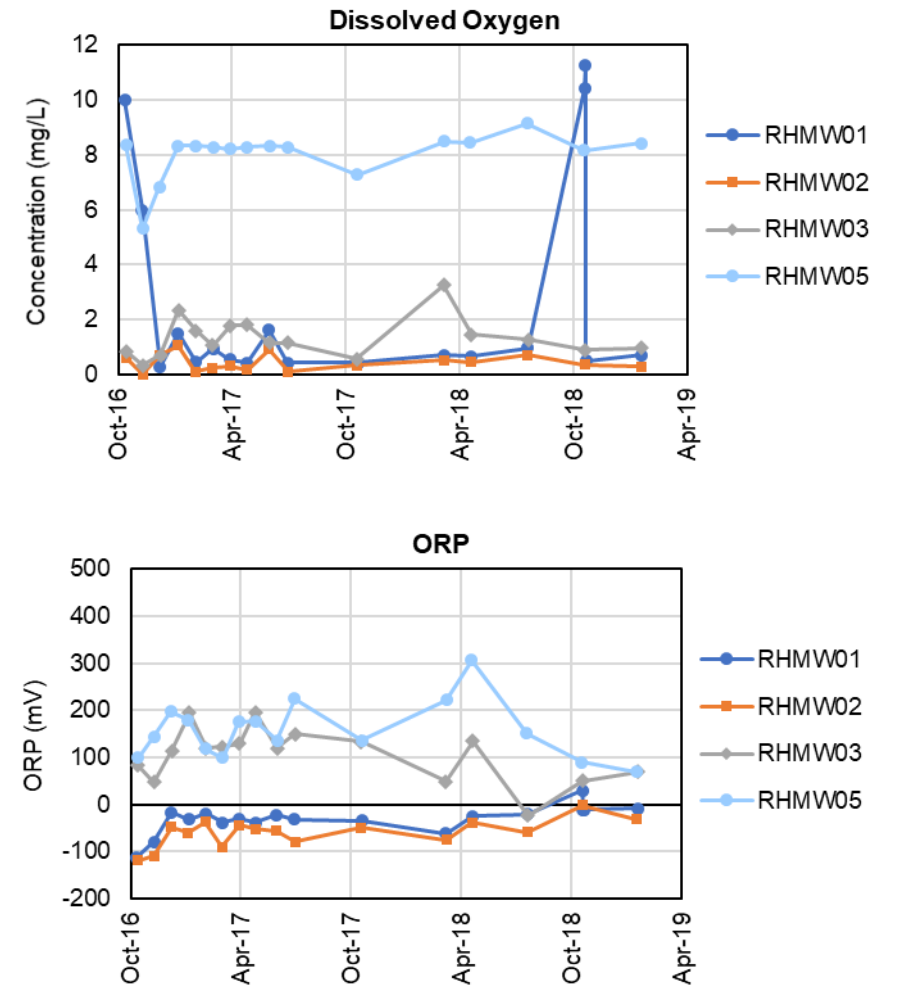 Dissolved Oxygen
Concentration (mg/L)
12
10
8
6
4
2
0
Oct-16
Apr-17
Oct-17
Apr-18
Oct-18
Apr-19
RHMW01
RHMW02
RHMW03
RHMW05
ORP
ORP (mV)
500
400
300
200
100
0
-100
-200
Oct-16
Apr-17
Oct-17
Apr-18
Oct-18
Apr-19
RHMW01
RHMW02
RHMW03
RHMW05